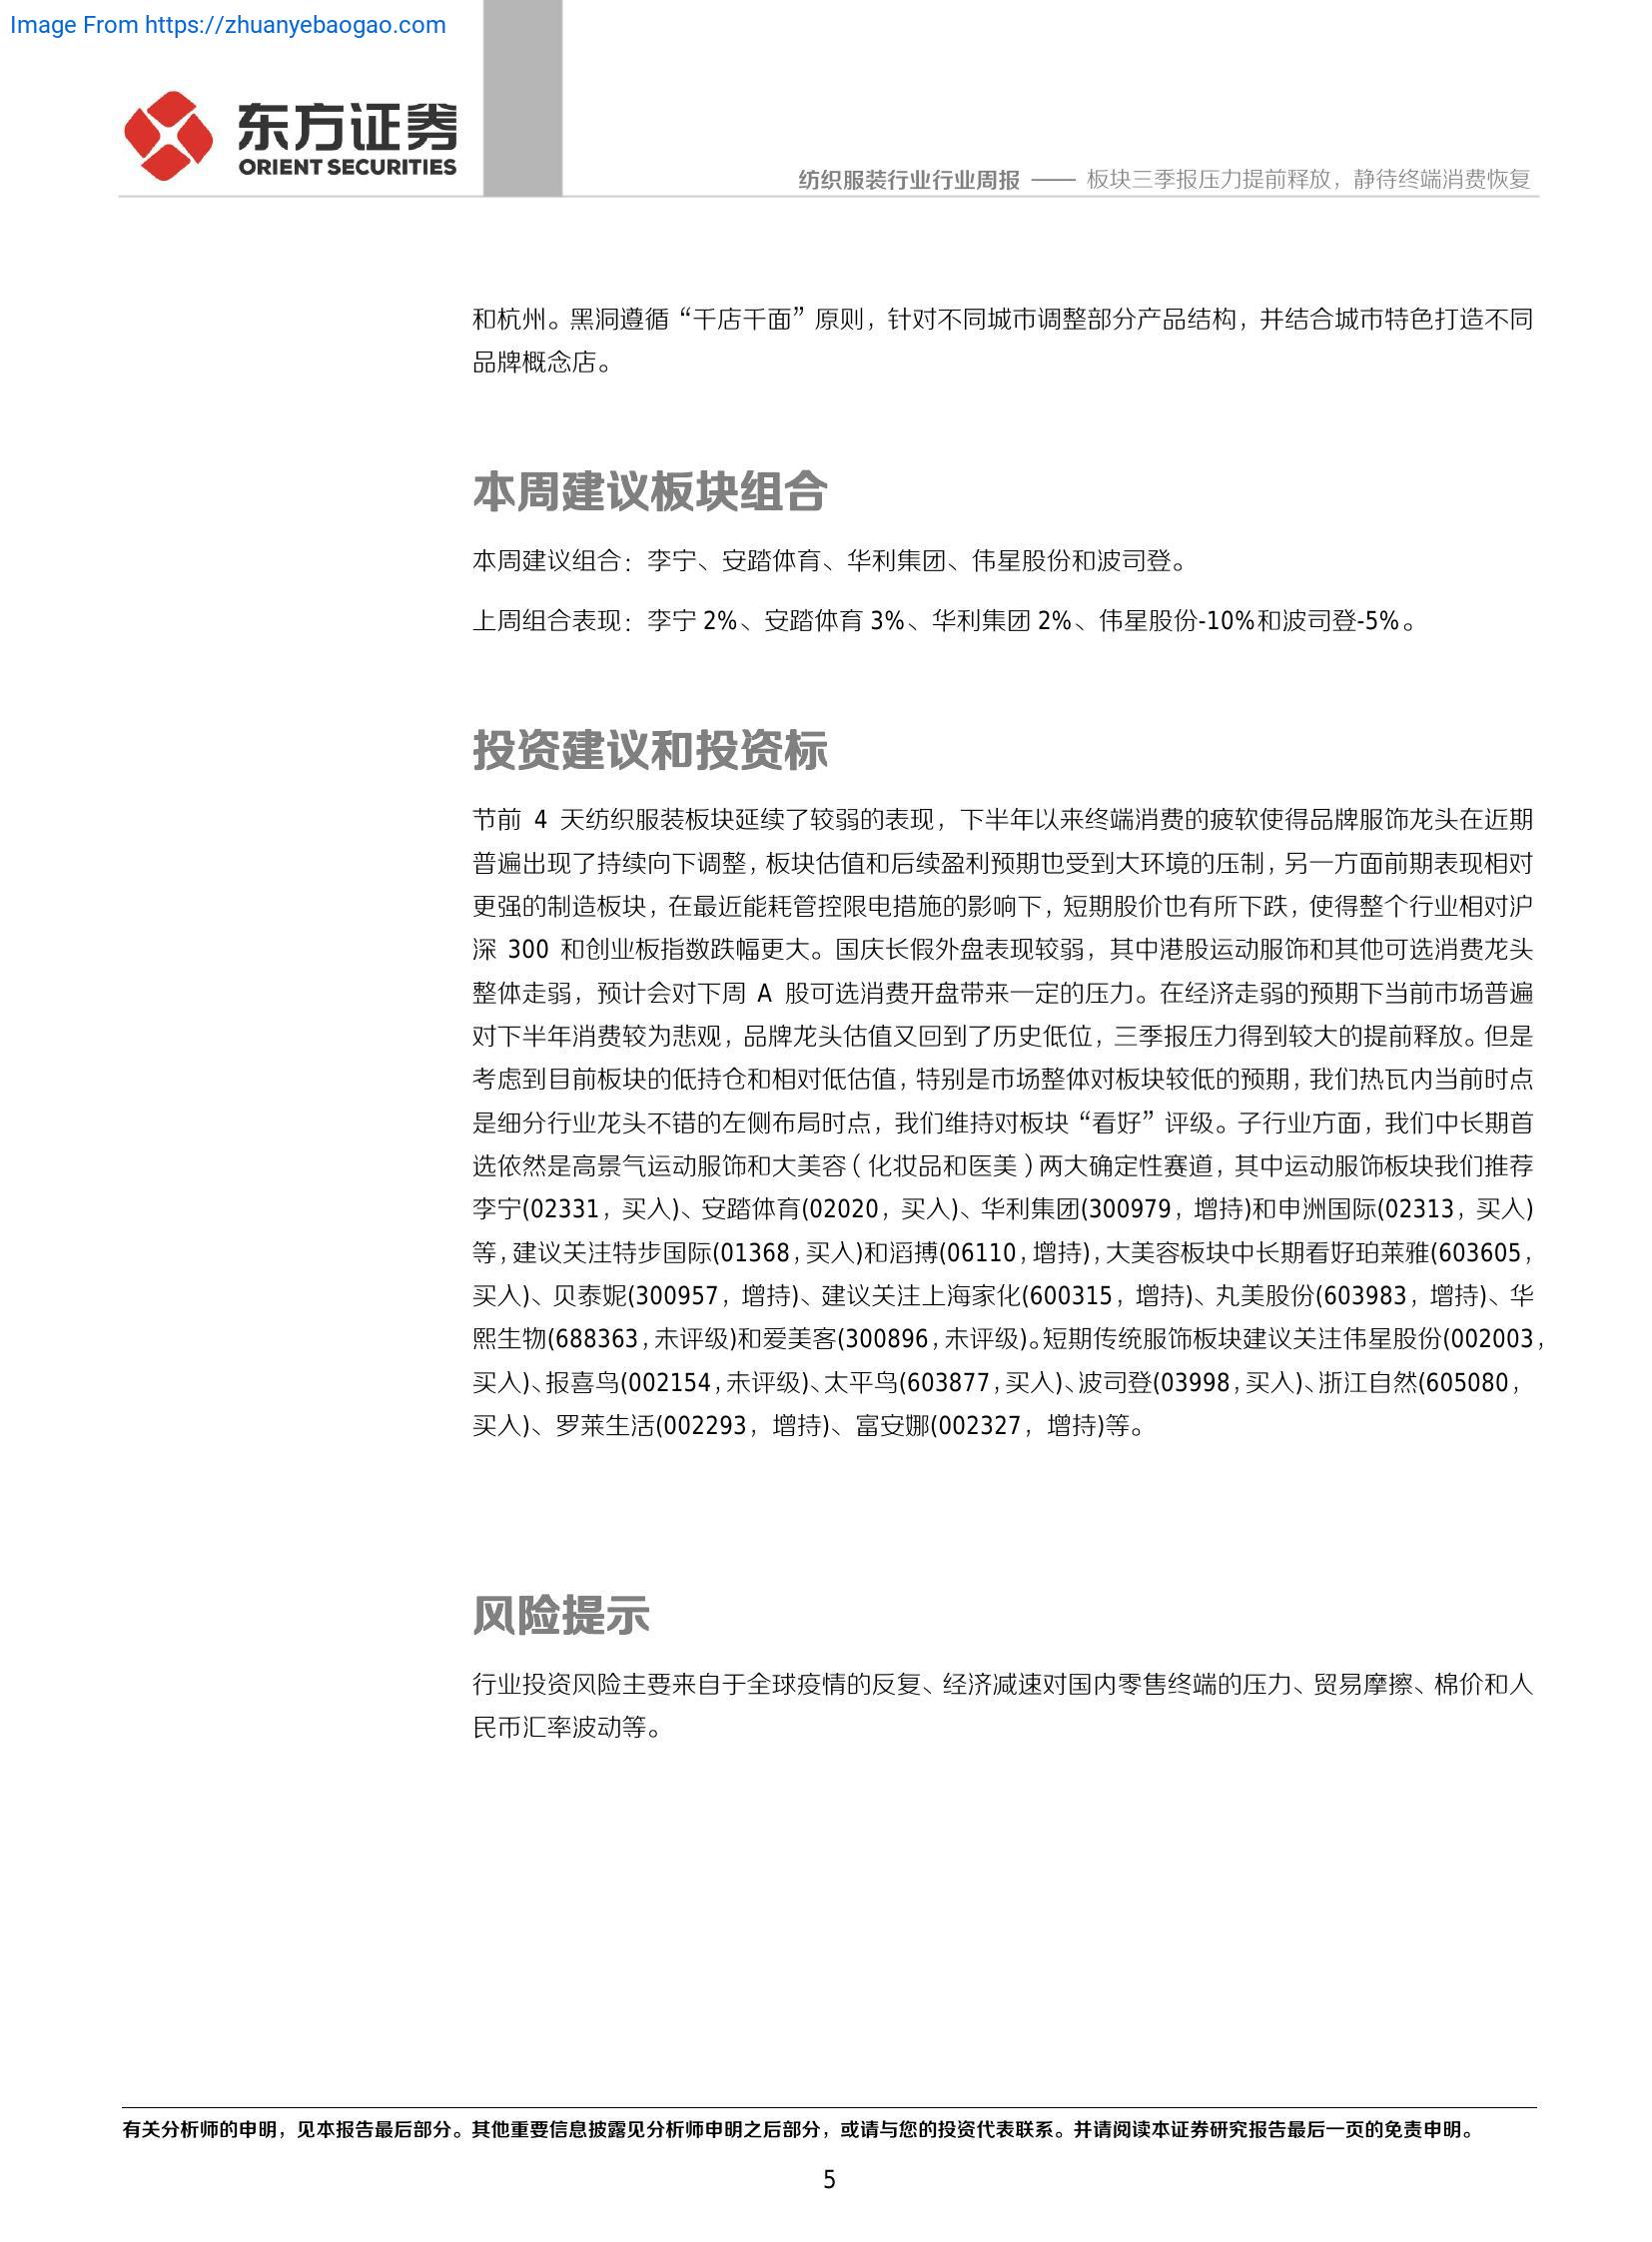 Image From https://zhuanyebaogao.com
东方证券
ORIENT SECURITIES
纺织服装行业行业周报 —— 板块三季报压力提前释放，静待终端消费恢复
和杭州。黑洞遵循“千店千面”原则，针对不同城市调整部分产品结构，并结合城市特色打造不同
品牌概念店。
本周建议板块组合
本周建议组合：李宁、安踏体育、华利集团、伟星股份和波司登。
上周组合表现：李宁 2%、安踏体育 3%、华利集团 2%、伟星股份-10%和波司登-5%。
投资建议和投资标
节前 4 天纺织服装板块延续了较弱的表现，下半年以来终端消费的疲软使得品牌服饰龙头在近期
普遍出现了持续向下调整，板块估值和后续盈利预期也受到大环境的压制，另一方面前期表现相对
更强的制造板块，在最近能耗管控限电措施的影响下，短期股价也有所下跌，使得整个行业相对沪
深 300 和创业板指数跌幅更大。国庆长假外盘表现较弱，其中港股运动服饰和其他可选消费龙头
整体走弱，预计会对下周 A 股可选消费开盘带来一定的压力。在经济走弱的预期下当前市场普遍
对下半年消费较为悲观，品牌龙头估值又回到了历史低位，三季报压力得到较大的提前释放。但是
考虑到目前板块的低持仓和相对低估值，特别是市场整体对板块较低的预期，我们热瓦内当前时点
是细分行业龙头不错的左侧布局时点，我们维持对板块“看好”评级。子行业方面，我们中长期首
选依然是高景气运动服饰和大美容（化妆品和医美）两大确定性赛道，其中运动服饰板块我们推荐
李宁(02331，买入)、安踏体育(02020，买入)、华利集团(300979，增持)和申洲国际(02313，买入)
等，建议关注特步国际(01368，买入)和滔搏(06110，增持)，大美容板块中长期看好珀莱雅(603605，
买入)、贝泰妮(300957，增持)、建议关注上海家化(600315，增持)、丸美股份(603983，增持)、华
熙生物(688363，未评级)和爱美客(300896，未评级)。短期传统服饰板块建议关注伟星股份(002003，
买入)、报喜鸟(002154，未评级)、太平鸟(603877，买入)、波司登(03998，买入)、浙江自然(605080，
买入)、罗莱生活(002293，增持)、富安娜(002327，增持)等。
风险提示
行业投资风险主要来自于全球疫情的反复、经济减速对国内零售终端的压力、贸易摩擦、棉价和人
民币汇率波动等。
有关分析师的申明，见本报告最后部分。其他重要信息披露见分析师申明之后部分，或请与您的投资代表联系。并请阅读本证券研究报告最后一页的免责申明。
5